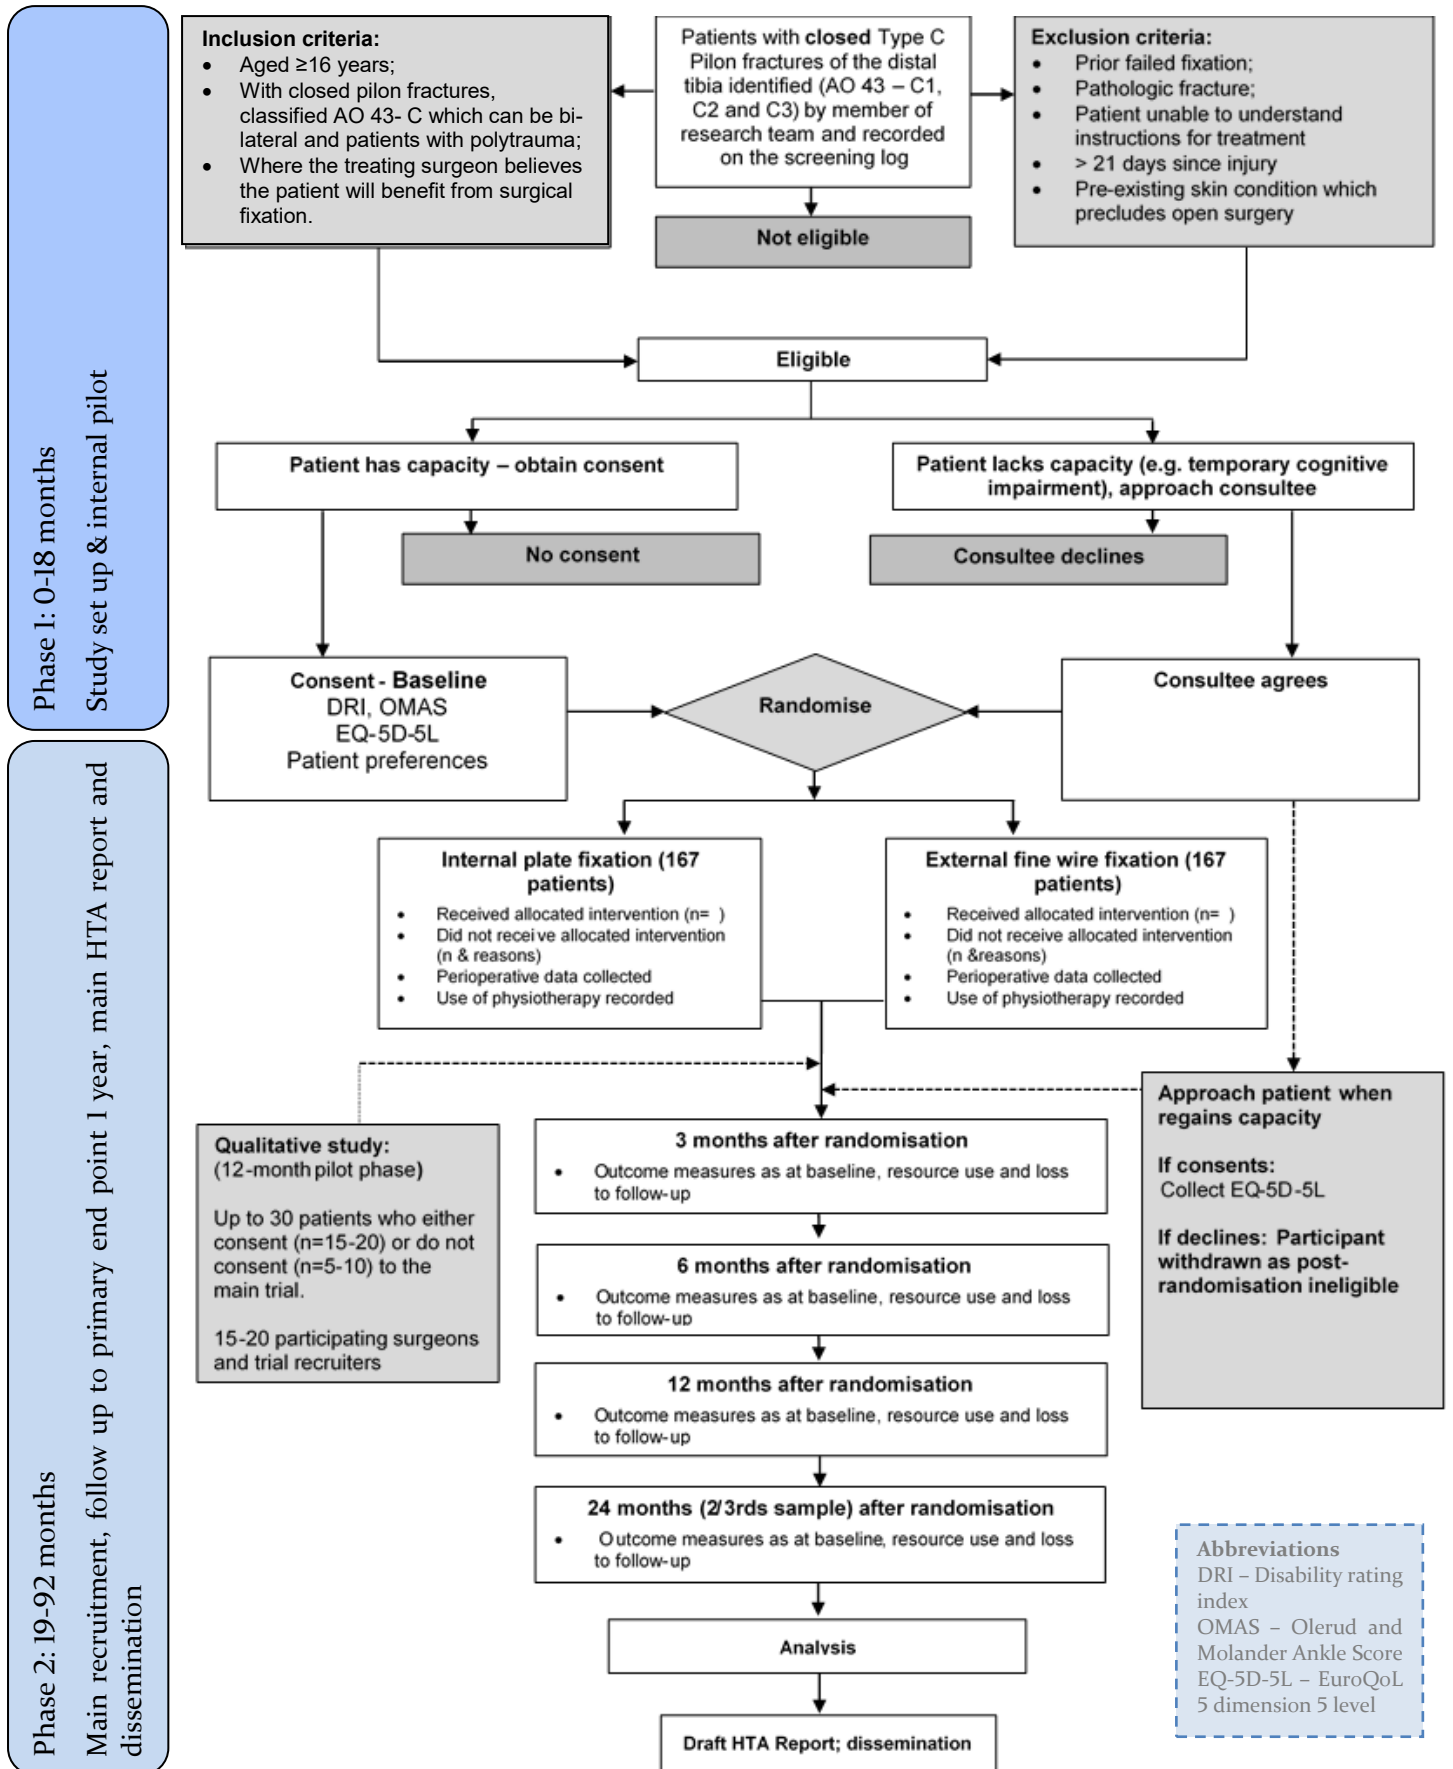 Phase 1: 0-18 months
Study set up & internal pilot
Inclusion criteria:
• Aged ≥16 years;
• With closed pilon fractures,
classified AO 43- C which can be bi-
lateral and patients with polytrauma;
• Where the treating surgeon believes
the patient will benefit from surgical
fixation.
Patients with closed Type C
Pilon fractures of the distal
tibia identified (AO 43 – C1,
C2 and C3) by member of
research team and recorded
on the screening log
Exclusion criteria:
• Prior failed fixation;
• Pathologic fracture;
• Patient unable to understand
instructions for treatment
• > 21 days since injury
• Pre-existing skin condition which
precludes open surgery
Not eligible
Eligible
Patient has capacity – obtain consent
Patient lacks capacity (e.g. temporary cognitive
impairment), approach consultee
No consent
Consultee declines
Consent - Baseline
DRI, OMAS
EQ-5D-5L
Patient preferences
Randomise
Consultee agrees
Phase 2: 19-92 months
Main recruitment, follow up to primary end point 1 year, main HTA report and
dissemination
Internal plate fixation (167
patients)
• Received allocated intervention (n= )
• Did not receive allocated intervention
(n & reasons)
• Perioperative data collected
• Use of physiotherapy recorded
External fine wire fixation (167
patients)
• Received allocated intervention (n= )
• Did not receive allocated intervention
(n &reasons)
• Perioperative data collected
• Use of physiotherapy recorded
Qualitative study:
(12-month pilot phase)
Up to 30 patients who either
consent (n=15-20) or do not
consent (n=5-10) to the
main trial.
15-20 participating surgeons
and trial recruiters
Approach patient when
regains capacity
If consents:
Collect EQ-5D-5L
If declines: Participant
withdrawn as post-
randomisation ineligible
3 months after randomisation
• Outcome measures as at baseline, resource use and loss
to follow-up
6 months after randomisation
• Outcome measures as at baseline, resource use and loss
to follow-up
12 months after randomisation
• Outcome measures as at baseline, resource use and loss
to follow-up
24 months (2/3rds sample) after randomisation
• Outcome measures as at baseline, resource use and loss
to follow-up
Analysis
Draft HTA Report; dissemination
Abbreviations
DRI – Disability rating
index
OMAS – Olerud and
Molander Ankle Score
EQ-5D-5L – EuroQoL
5 dimension 5 level